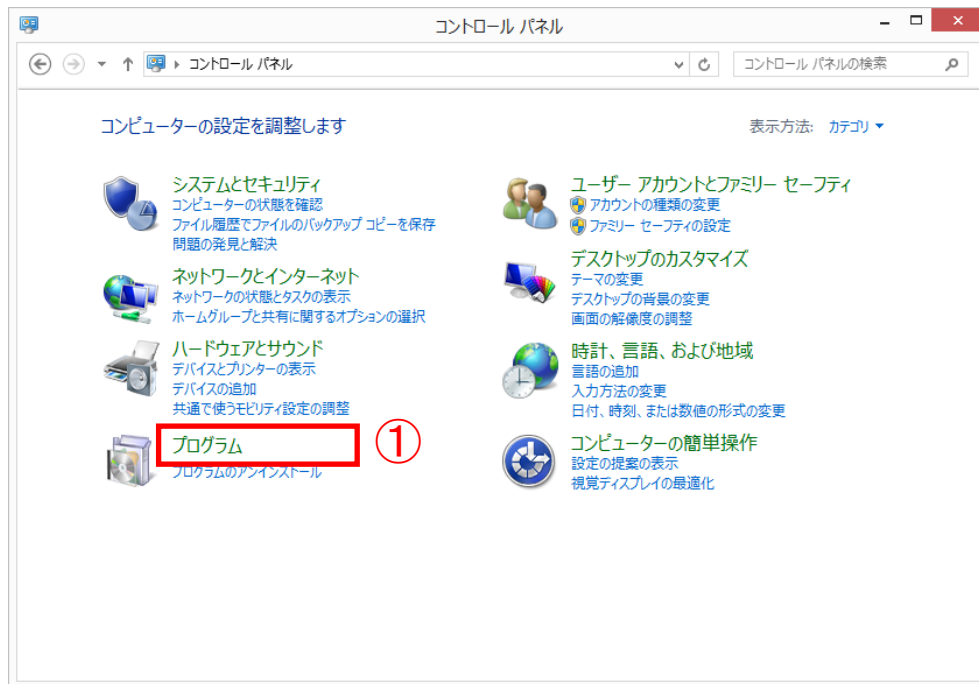 コントロール パネル
コントロール パネル
コントロール パネルの検索
コンピューターの設定を調整します
表示方法: カテゴリ
システムとセキュリティ
コンピューターの状態を確認
ファイル履歴でファイルのバックアップ コピーを保存
問題の発見と解決
ネットワークとインターネット
ネットワークの状態とタスクの表示
ホームグループと共有に関するオプションの選択
ハードウェアとサウンド
デバイスとプリンターの表示
デバイスの追加
共通で使うモビリティ設定の調整
プログラム
①
プログラムのアンインストール
ユーザー アカウントとファミリー セーフティ
アカウントの種類の変更
ファミリー セーフティの設定
デスクトップのカスタマイズ
テーマの変更
デスクトップの背景の変更
画面の解像度の調整
時計、言語、および地域
言語の追加
入力方法の変更
日付、時刻、または数値の形式の変更
コンピューターの簡単操作
設定の提案の表示
視覚ディスプレイの最適化